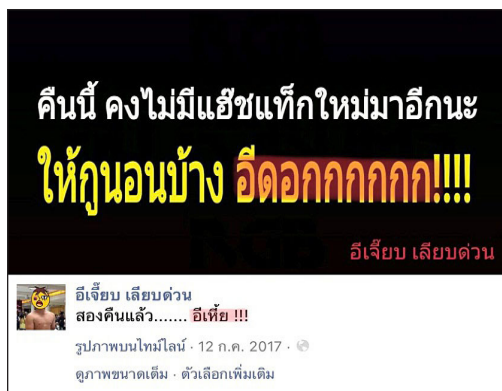 คืนนี้ คงไม่มีแฮ๊ชแท็กใหม่มาอีกนะ
ให้กูนอนบ้าง อีดอกกกกกก!!!!
อีเจี๊ยบ เลียบด่วน
อีเจี๊ยบ เลียบด่วน
สองคืนแล้ว....... อีเหี้ย !!!
รูปภาพบนไทม์ไลน์ · 12 ก.ค. 2017 ·
ดูภาพขนาดเต็ม · ตัวเลือกเพิ่มเติม